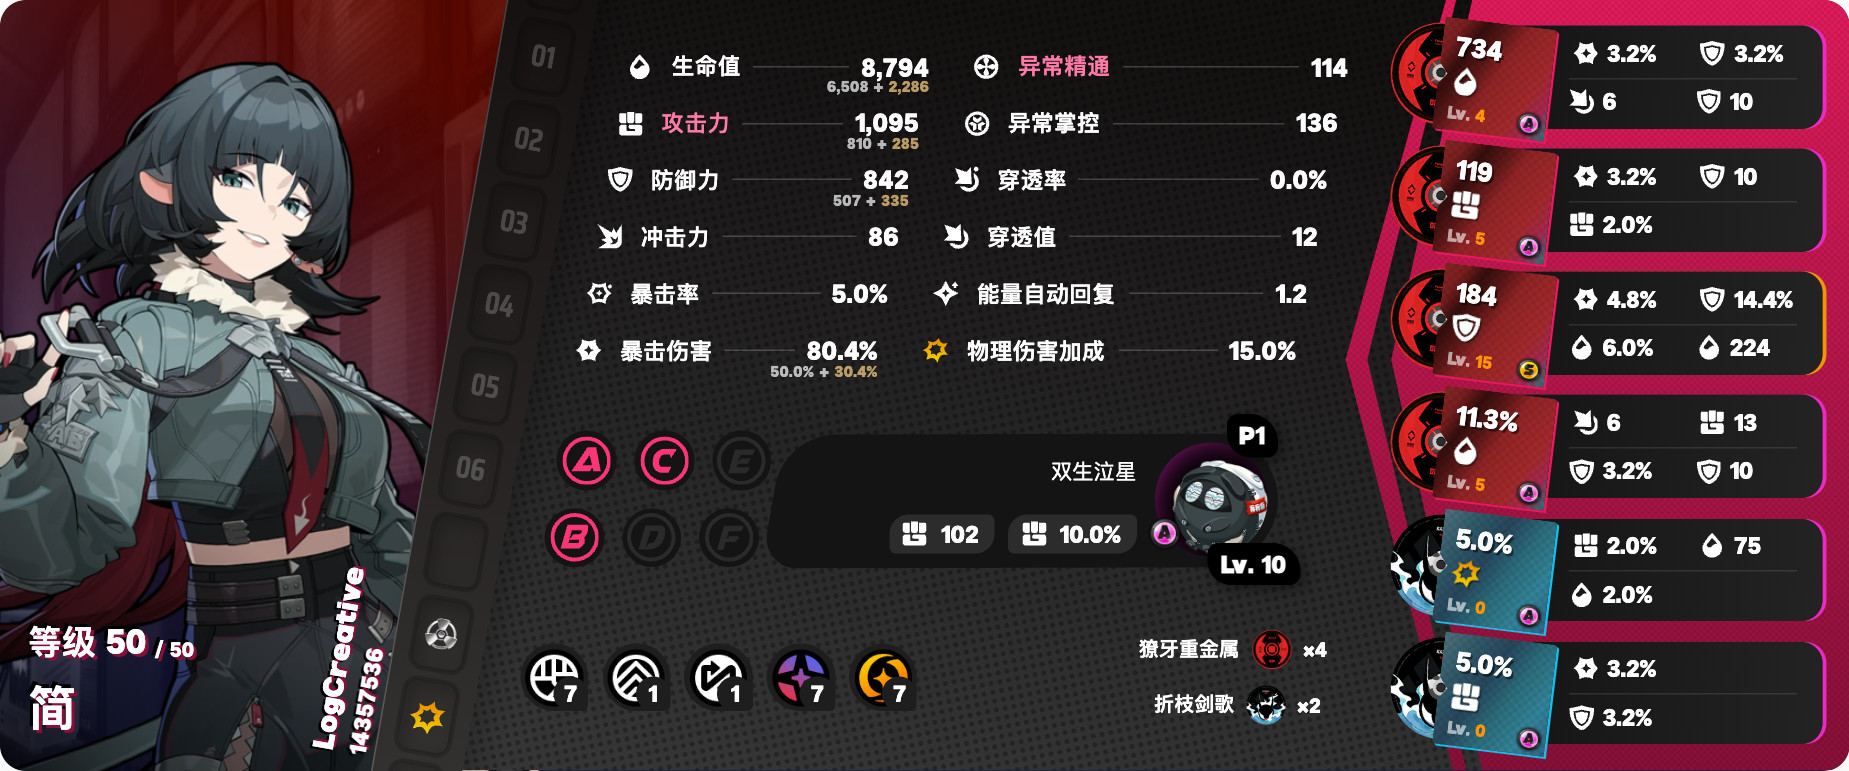 01
02
03
04
05
06
等级 50 / 50
简
LogCreative
14357536
生命值 8,794
6,508 + 2,286
攻击力 1,095
810 + 285
防御力 842
507 + 335
冲击力 86
暴击率 5.0%
暴击伤害 80.4%
50.0% + 30.4%
异常精通 114
异常掌控 136
穿透率 0.0%
穿透值 12
能量自动回复 1.2
物理伤害加成 15.0%
A C E
B D F
双生泣星
102 10.0%
P1
A
Lv. 10
7 1 1 7 7
獠牙重金属 ×4
折枝剑歌 ×2
734
Lv. 4 A
3.2% 3.2%
6 10
119
Lv. 5 A
3.2% 10
2.0%
184
Lv. 15 S
4.8% 14.4%
6.0% 224
11.3%
Lv. 5 A
6 13
3.2% 10
5.0%
Lv. 0 A
2.0% 75
2.0%
5.0%
Lv. 0 A
3.2%
3.2%